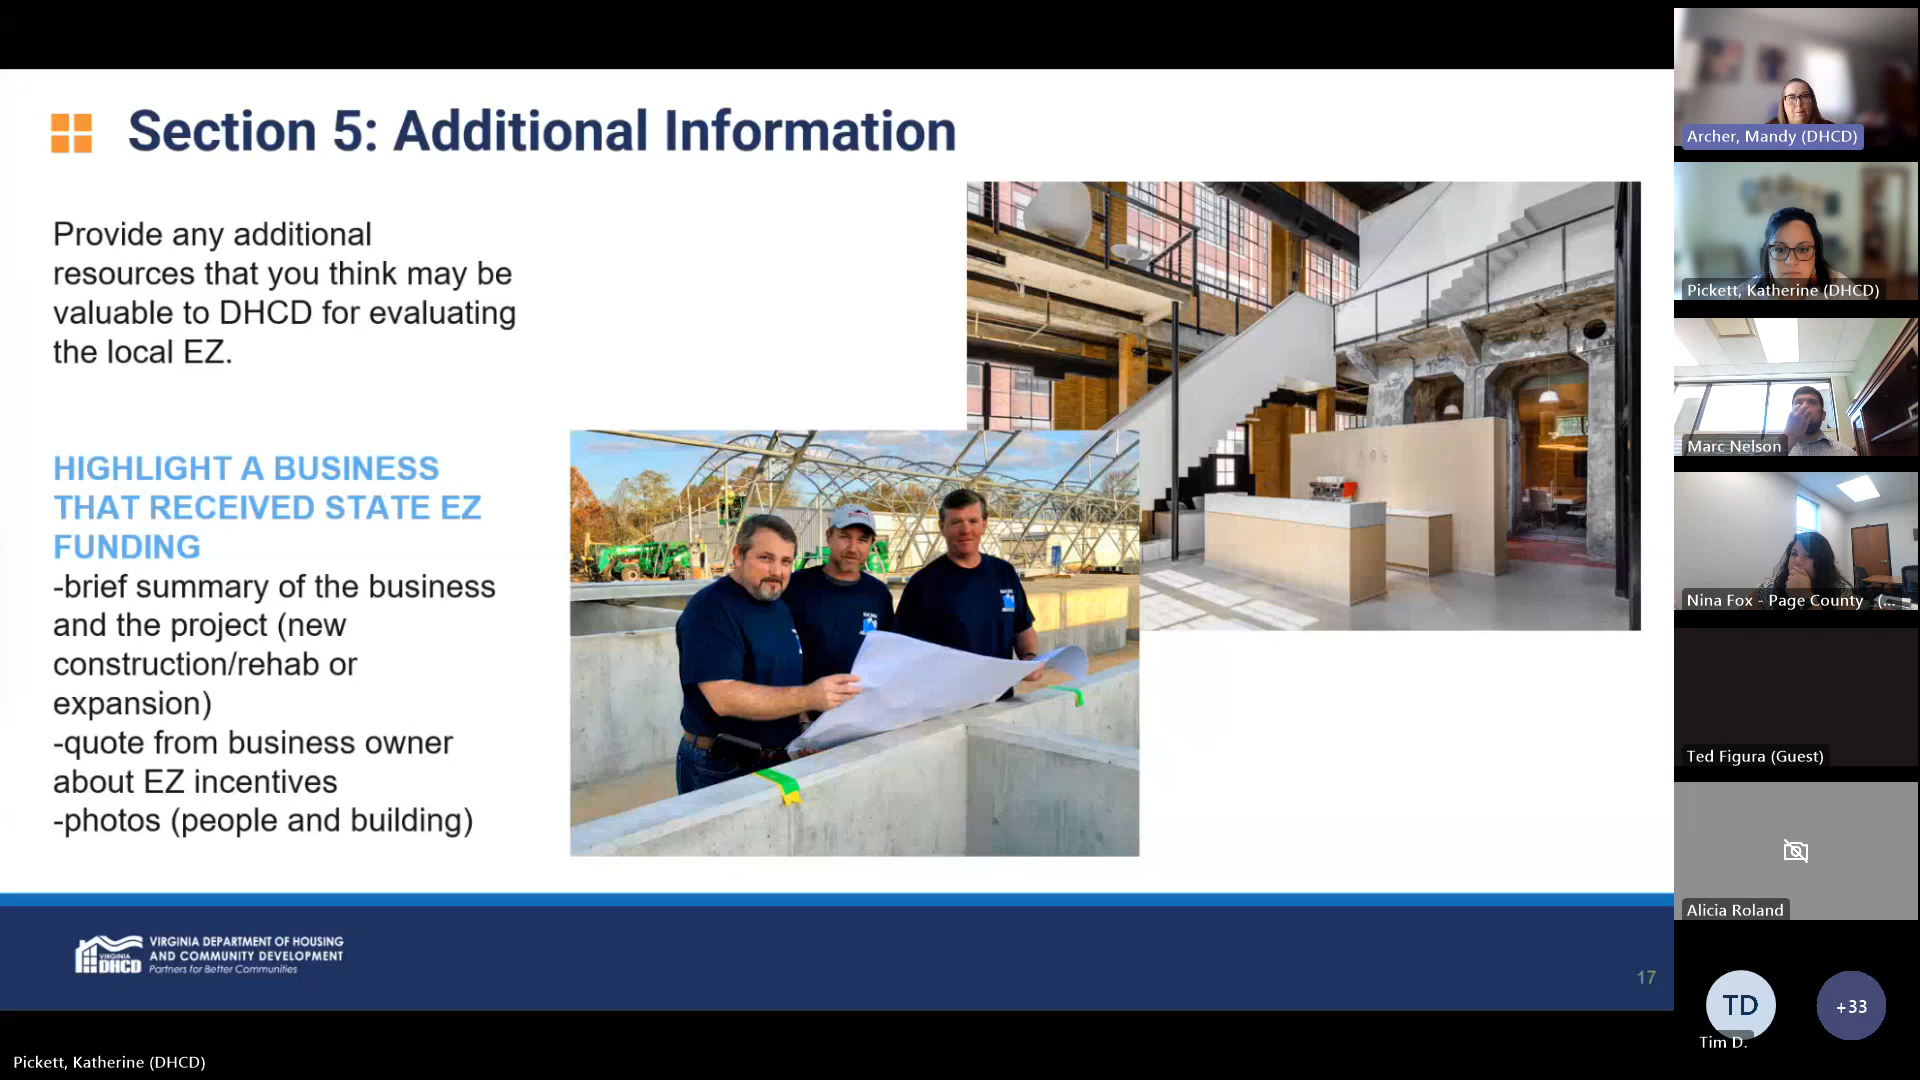 Section 5: Additional Information
Provide any additional
resources that you think may be
valuable to DHCD for evaluating
the local EZ.
HIGHLIGHT A BUSINESS
THAT RECEIVED STATE EZ
FUNDING
-brief summary of the business
and the project (new
construction/rehab or
expansion)
-quote from business owner
about EZ incentives
-photos (people and building)
VIRGINIA
DHCD
VIRGINIA DEPARTMENT OF HOUSING
AND COMMUNITY DEVELOPMENT
Partners for Better Communities
17
Pickett, Katherine (DHCD)
Archer, Mandy (DHCD)
Pickett, Katherine (DHCD)
Marc Nelson
Nina Fox - Page County (...
Ted Figura (Guest)
Alicia Roland
TD
Tim D.
+33